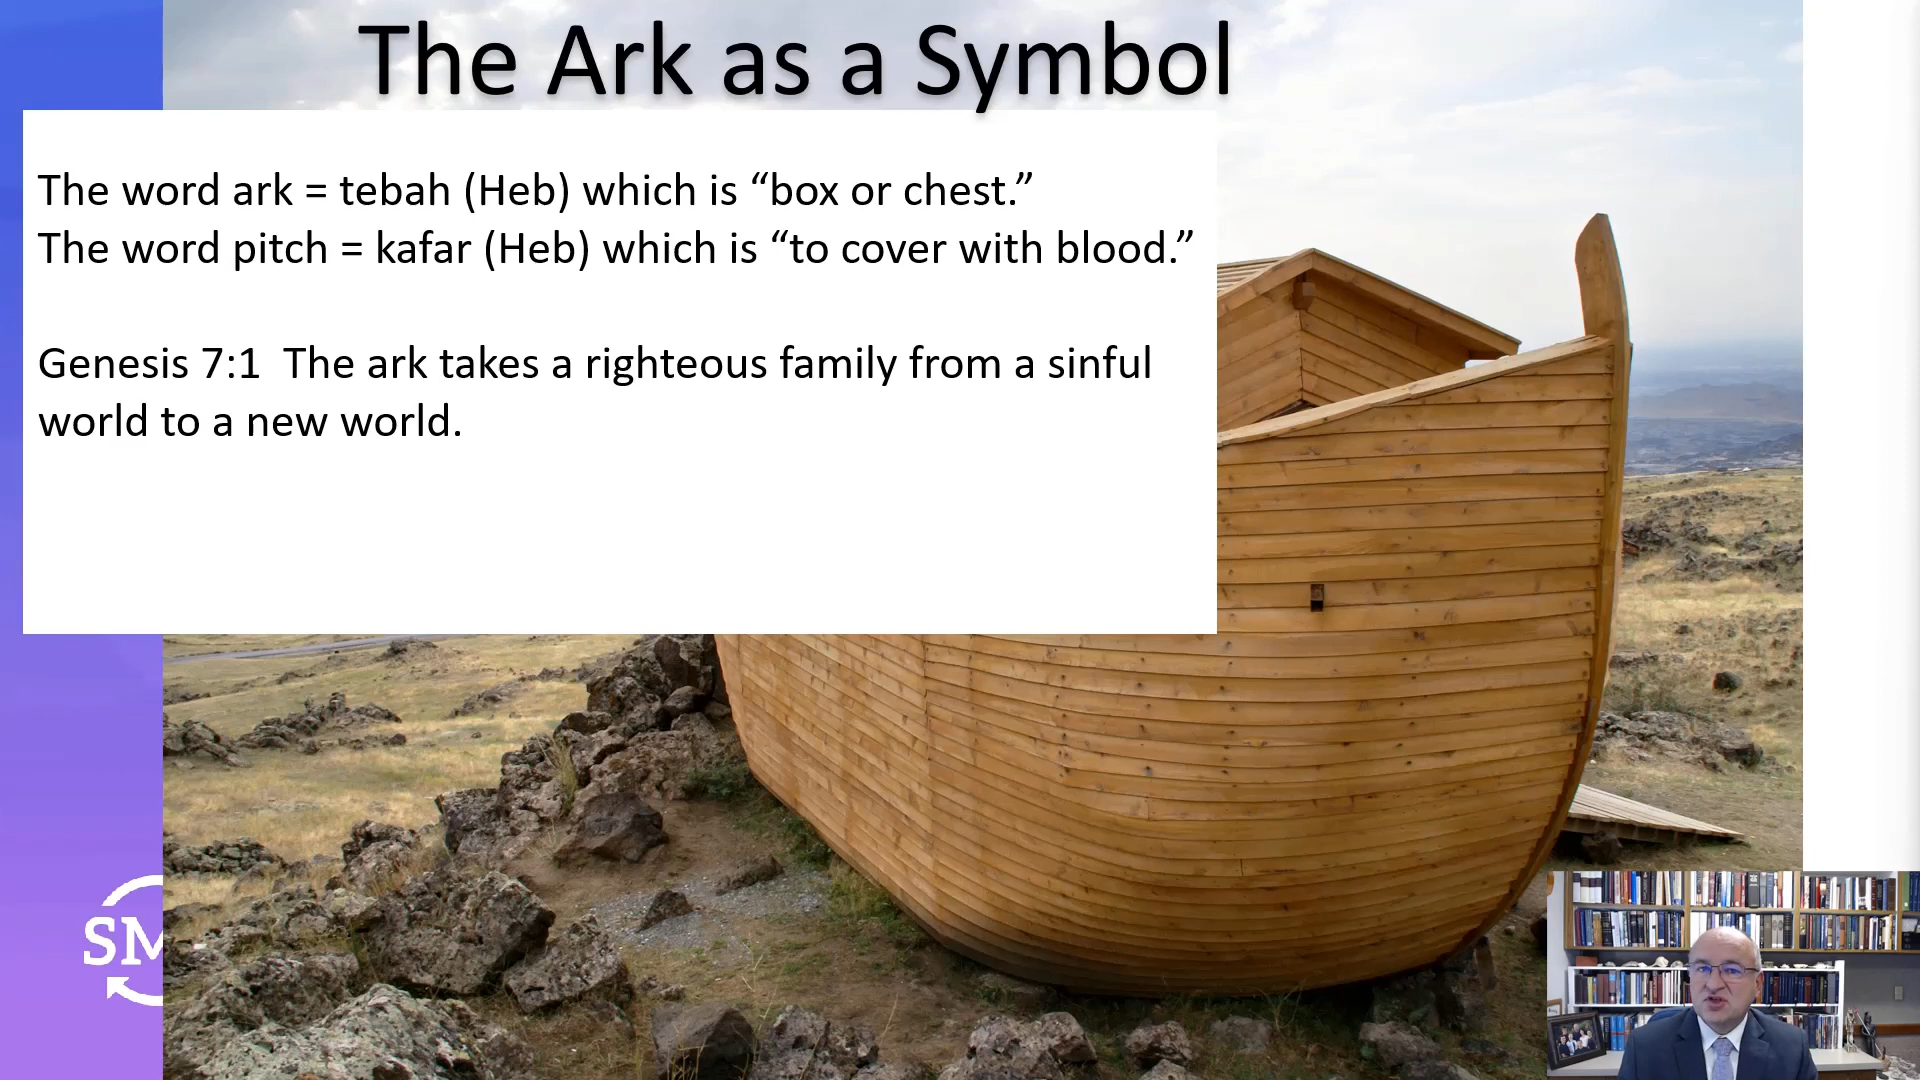 The Ark as a Symbol
The word ark = tebah (Heb) which is “box or chest.”
The word pitch = kafar (Heb) which is “to cover with blood.”
Genesis 7:1  The ark takes a righteous family from a sinful
world to a new world.
SM